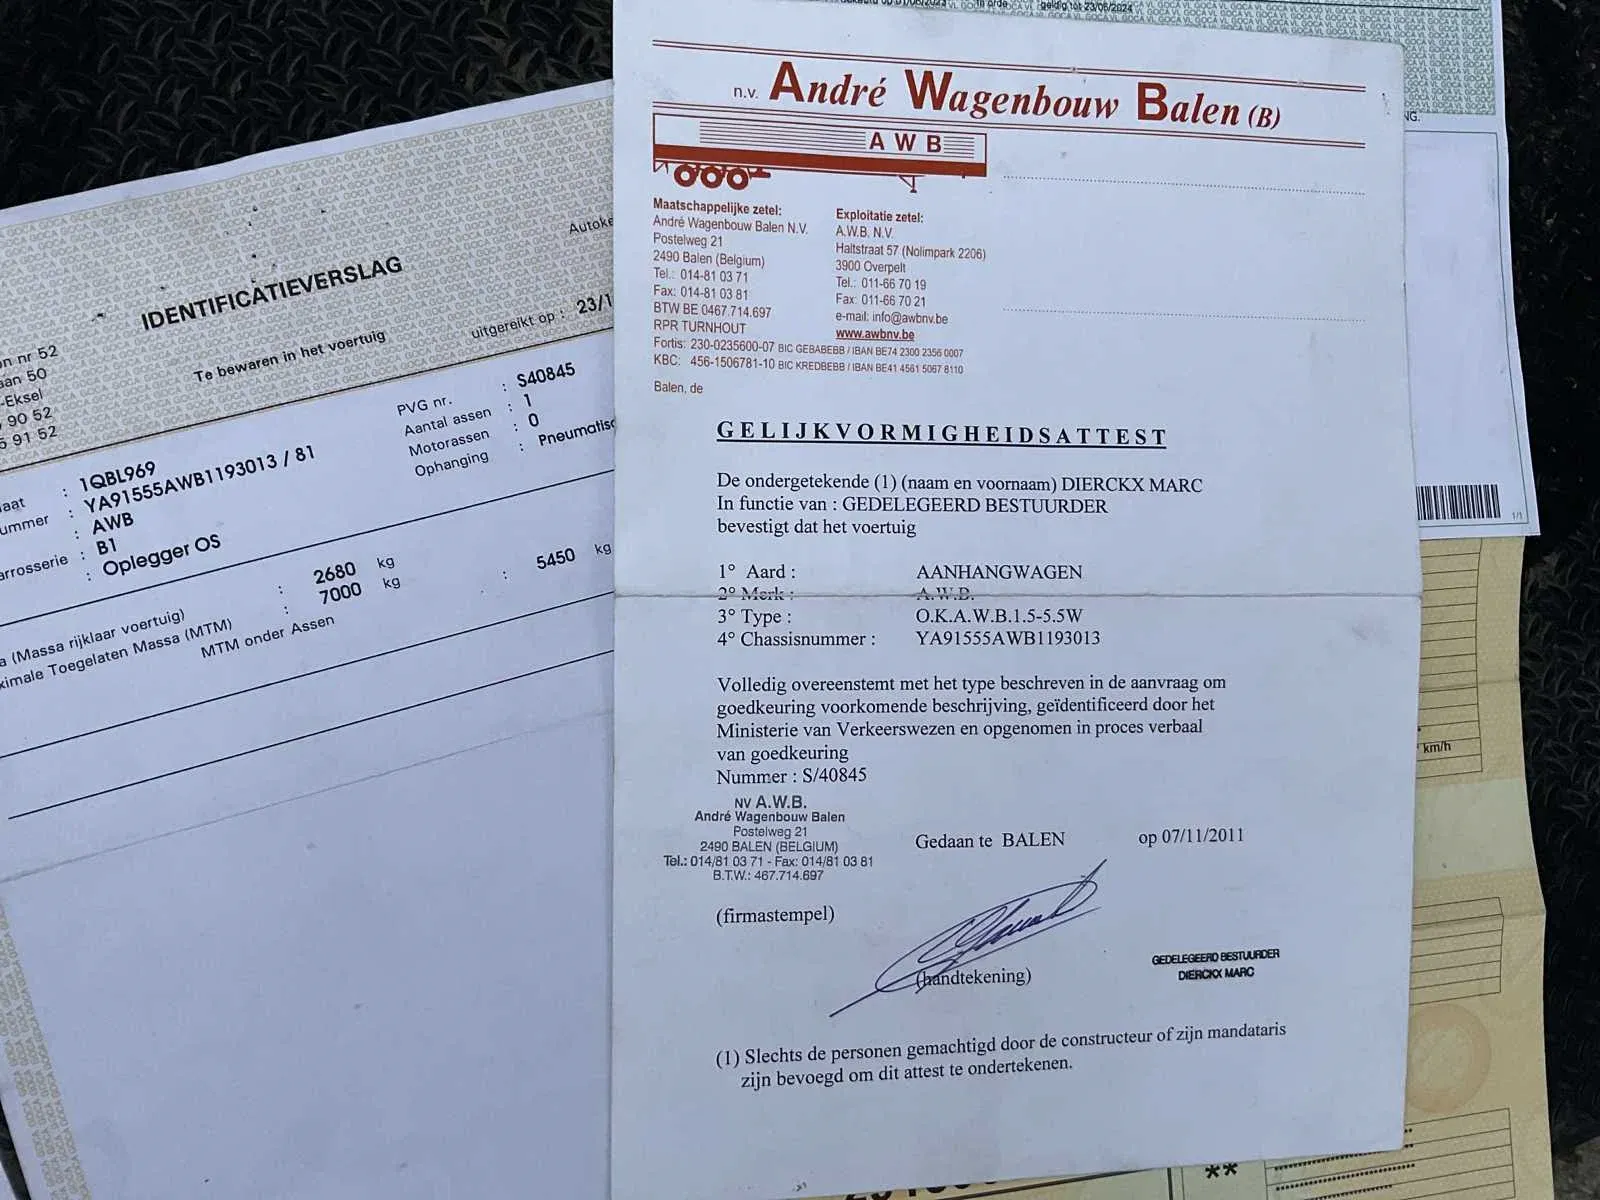 IDENTIFICATIEVERSLAG
Te bewaren in het voertuig
uitgereikt op : 23/1
nr 52
50
-Eksel
90 52
91 52
: 1QBL969
: YA91555AWB1193013 / 81
: AWB
: B1
: Oplegger OS
PVG nr. : S40845
Aantal assen : 1
Motorassen : 0
Ophanging :
(Massa rijklaar voertuig) : 2680 kg
Toegelaten Massa (MTM) : 7000 kg
MTM onder Assen : 5450 kg
geldig tot 23/06/2024
n.v. André Wagenbouw Balen (B)
AWB
Maatschappelijke zetel:
André Wagenbouw Balen N.V.
Postelweg 21
2490 Balen (Belgium)
Tel.: 014-81 03 71
Fax: 014-81 03 81
BTW BE 0467.714.697
RPR TURNHOUT
Exploitatie zetel:
A.W.B. N.V.
Haltstraat 57 (Nolimpark 2206)
3900 Overpelt
Tel.: 011-66 70 19
Fax: 011-66 70 21
e-mail: info@awbnv.be
www.awbnv.be
Fortis: 230-0235600-07 BIC GEBABEBB / IBAN BE74 2300 2356 0007
KBC: 456-1506781-10 BIC KREDBEBB / IBAN BE41 4561 5067 8110
Balen, de
GELIJKVORMIGHEIDSATTEST
De ondergetekende (1) (naam en voornaam) DIERCKX MARC
In functie van : GEDELEGEERD BESTUURDER
bevestigt dat het voertuig
1° Aard : AANHANGWAGEN
2° Merk : A.W.B.
3° Type : O.K.A.W.B.1.5-5.5W
4° Chassisnummer : YA91555AWB1193013
Volledig overeenstemt met het type beschreven in de aanvraag om
goedkeuring voorkomende beschrijving, geïdentificeerd door het
Ministerie van Verkeerswezen en opgenomen in proces verbaal
van goedkeuring
Nummer : S/40845
NV A.W.B.
André Wagenbouw Balen
Postelweg 21
2490 BALEN (BELGIUM)
Tel.: 014/81 03 71 - Fax: 014/81 03 81
B.T.W.: 467.714.697
Gedaan te BALEN op 07/11/2011
(firmastempel)
(handtekening)
GEDELEGEERD BESTUURDER
DIERCKX MARC
(1) Slechts de personen gemachtigd door de constructeur of zijn mandataris
zijn bevoegd om dit attest te ondertekenen.
1/1
km/h
**